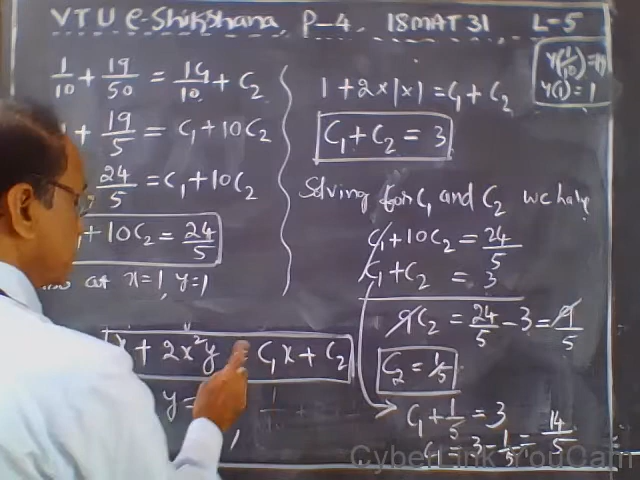 VTU e-Shikshana P-4. 18MAT31 L-5
y(1/10)=19
y(1)=1
1/10 + 19/50 = C1/10 + C2
+ 19/5 = C1 + 10C2
24/5 = C1 + 10C2
+ 10C2 = 24/5
at x=1, y=1
x + 2x²y = C1x + C2
y=
1 + 2×1×1 = C1 + C2
C1 + C2 = 3
Solving for C1 and C2 we have
C1 + 10C2 = 24/5
C1 + C2 = 3
9C2 = 24/5 - 3 = 9/5
C2 = 1/5
C1 + 1/5 = 3
C1 = 3 - 1/5 = 14/5
CyberLink YouCam